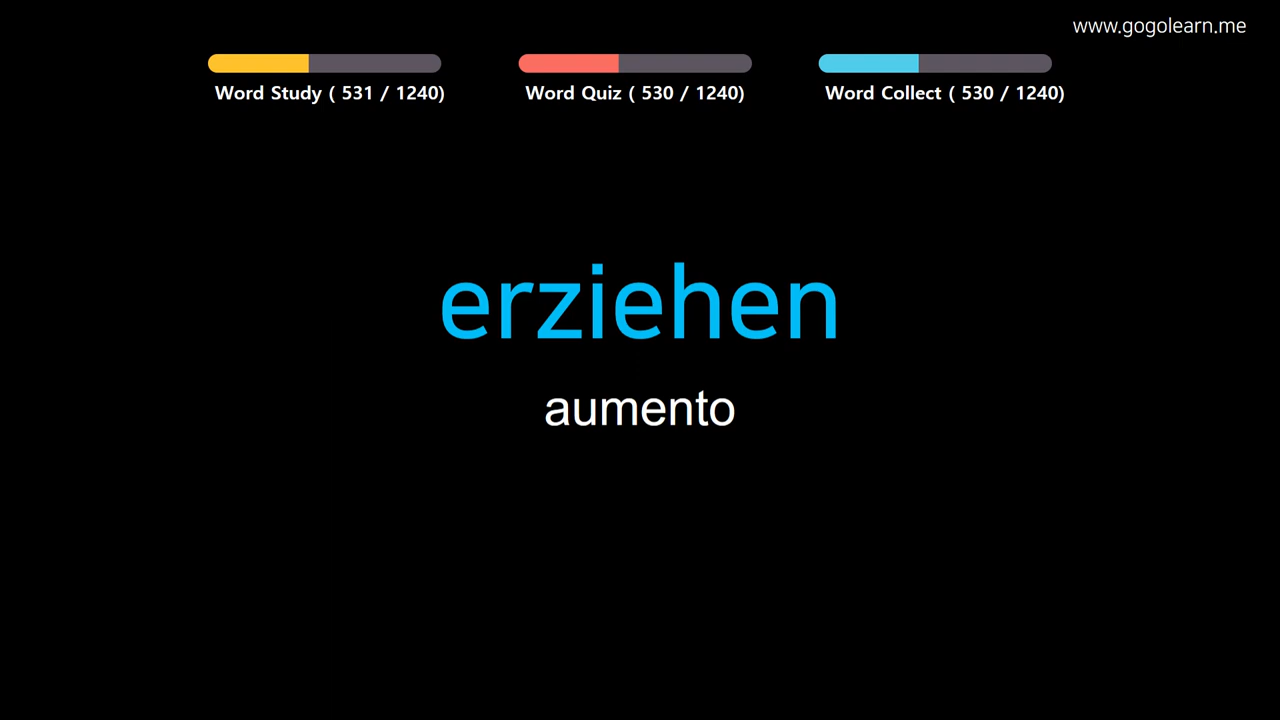 www.gogolearn.me
Word Study ( 531 / 1240)
Word Quiz ( 530 / 1240)
Word Collect ( 530 / 1240)
erziehen
aumento